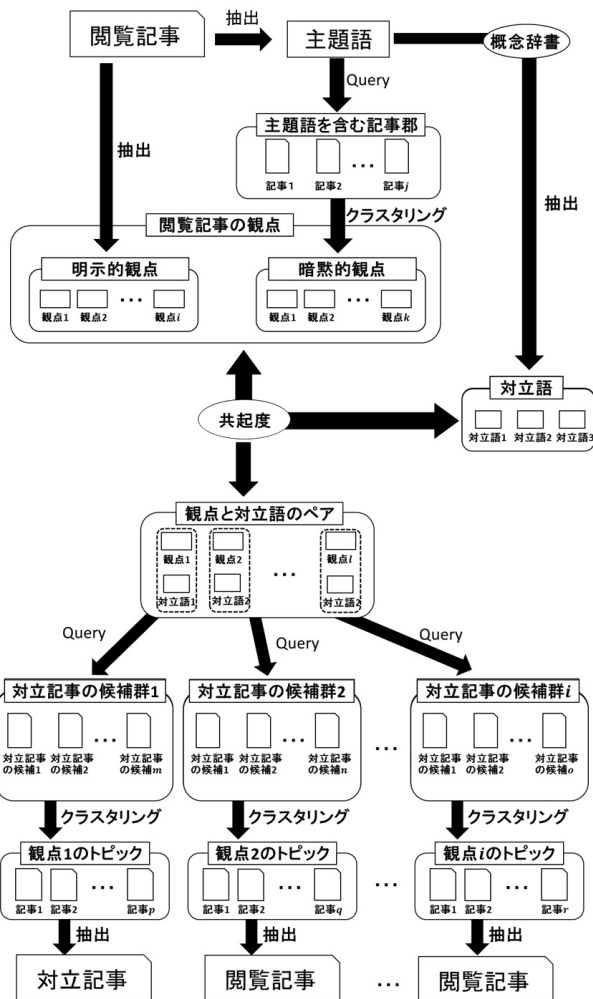 閲覧記事
抽出
主題語
概念辞書
Query
主題語を含む記事郡
記事1 記事2 ... 記事j
抽出
抽出
クラスタリング
閲覧記事の観点
明示的観点
観点1 観点2 ... 観点i
暗黙的観点
観点1 観点2 ... 観点k
対立語
対立語1 対立語2 対立語3
共起度
観点と対立語のペア
観点1 観点2 観点l
...
対立語1 対立語2 対立語2
Query Query Query
対立記事の候補群1
対立記事の候補1 対立記事の候補2 ... 対立記事の候補m
対立記事の候補群2
対立記事の候補1 対立記事の候補2 ... 対立記事の候補n
...
対立記事の候補群i
対立記事の候補1 対立記事の候補2 ... 対立記事の候補o
クラスタリング クラスタリング クラスタリング
観点1のトピック
記事1 記事2 ... 記事p
観点2のトピック
記事1 記事2 ... 記事q
...
観点iのトピック
記事1 記事2 ... 記事r
抽出 抽出 抽出
対立記事 閲覧記事 ... 閲覧記事